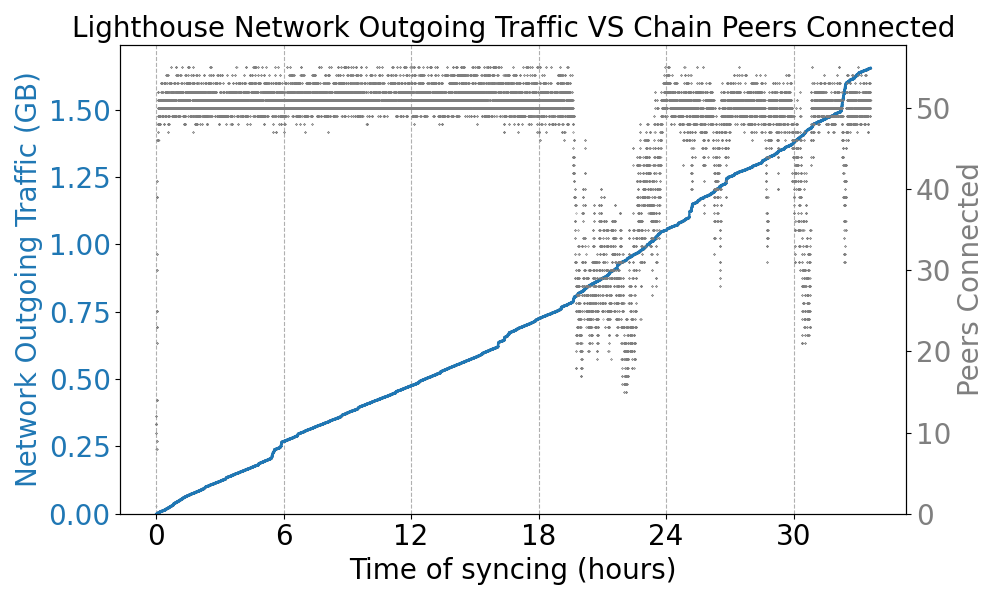 Lighthouse Network Outgoing Traffic VS Chain Peers Connected
Network Outgoing Traffic (GB)
1.50
1.25
1.00
0.75
0.50
0.25
0.00
50
40
30
20
10
0
Peers Connected
0 6 12 18 24 30
Time of syncing (hours)